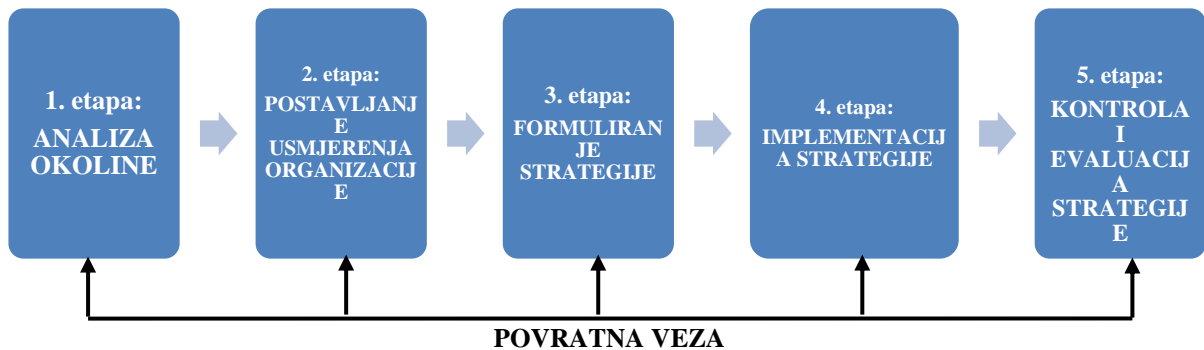 1. etapa:
ANALIZA
OKOLINE
2. etapa:
POSTAVLJANJ
E
USMJERENJA
ORGANIZACIJ
E
3. etapa:
FORMULIRAN
JE
STRATEGIJE
4. etapa:
IMPLEMENTACIJ
A STRATEGIJE
5. etapa:
KONTROLA
I
EVALUACIJ
A
STRATEGIJ
E
POVRATNA VEZA